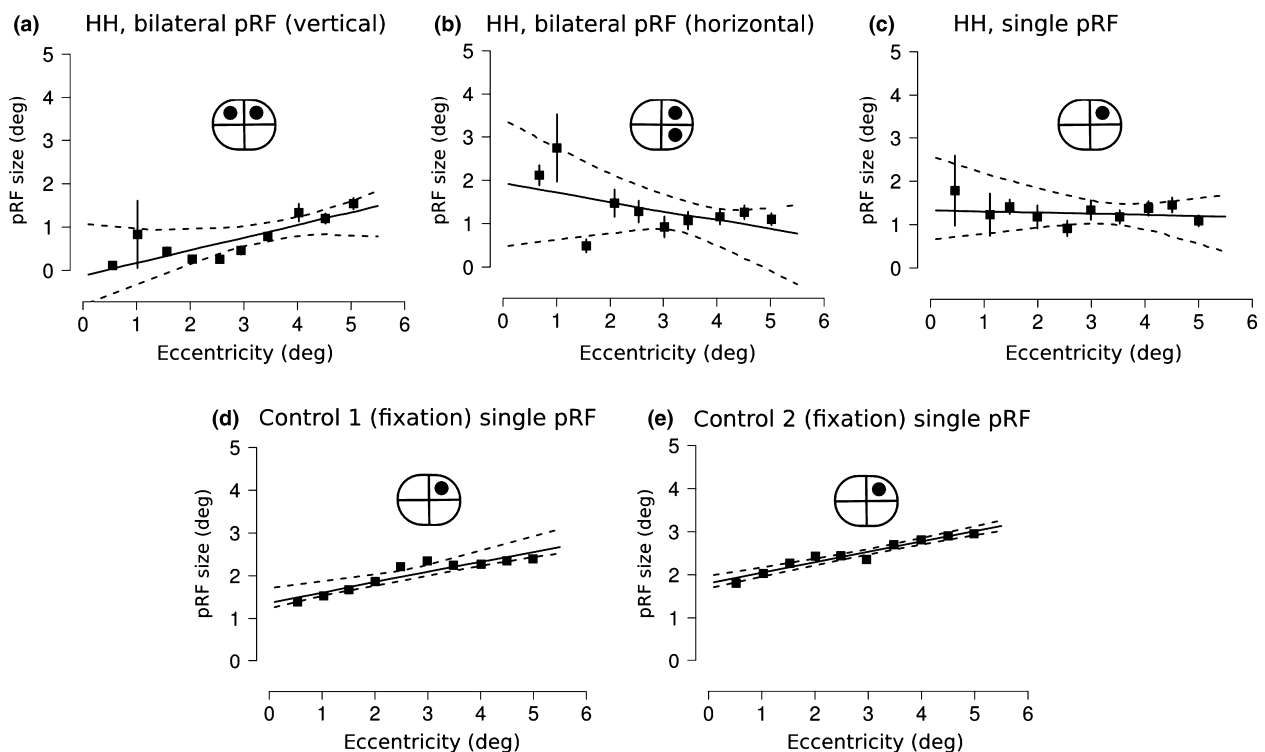 (a) HH, bilateral pRF (vertical)
pRF size (deg)
5
4
3
2
1
0
0 1 2 3 4 5 6
Eccentricity (deg)
(b) HH, bilateral pRF (horizontal)
pRF size (deg)
5
4
3
2
1
0
0 1 2 3 4 5 6
Eccentricity (deg)
(c) HH, single pRF
pRF size (deg)
5
4
3
2
1
0
0 1 2 3 4 5 6
Eccentricity (deg)
(d) Control 1 (fixation) single pRF
pRF size (deg)
5
4
3
2
1
0
0 1 2 3 4 5 6
Eccentricity (deg)
(e) Control 2 (fixation) single pRF
pRF size (deg)
5
4
3
2
1
0
0 1 2 3 4 5 6
Eccentricity (deg)